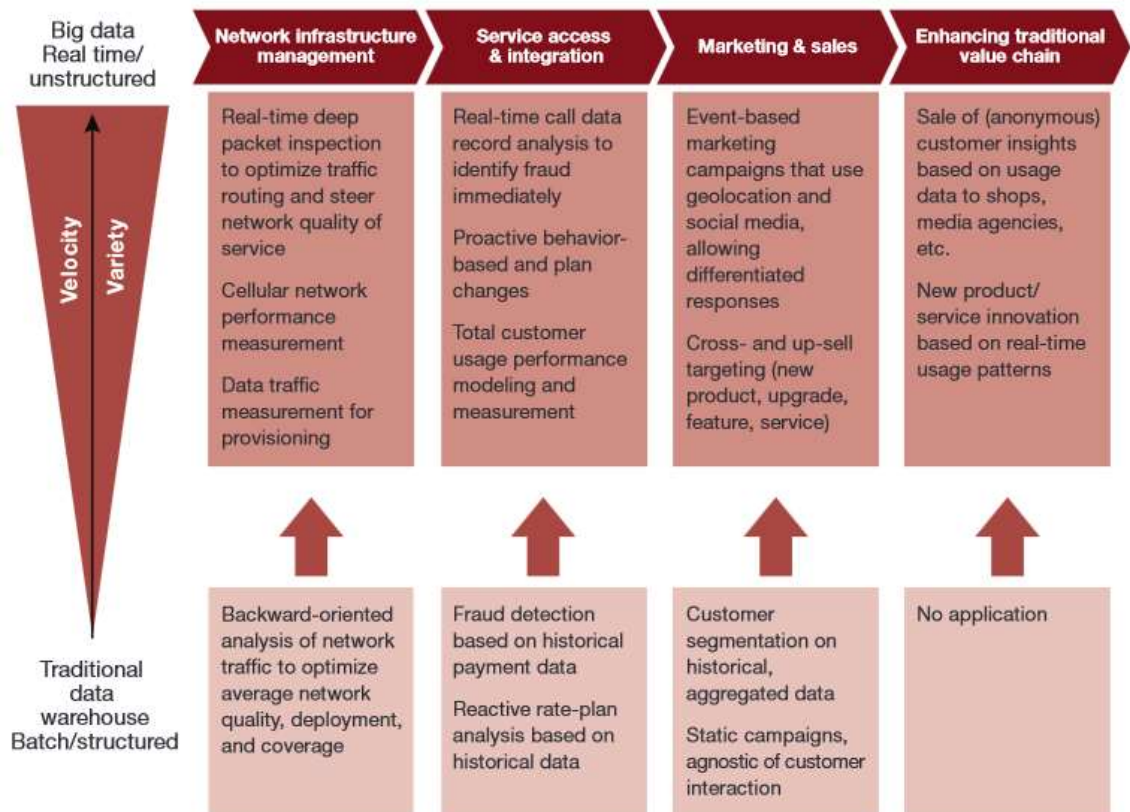 Big data
Real time/
unstructured
Network infrastructure
management
Service access
& integration
Marketing & sales
Enhancing traditional
value chain
Velocity
Variety
Real-time deep
packet inspection
to optimize traffic
routing and steer
network quality of
service
Cellular network
performance
measurement
Data traffic
measurement for
provisioning
Real-time call data
record analysis to
identify fraud
immediately
Proactive behavior-
based and plan
changes
Total customer
usage performance
modeling and
measurement
Event-based
marketing
campaigns that use
geolocation and
social media,
allowing
differentiated
responses
Cross- and up-sell
targeting (new
product, upgrade,
feature, service)
Sale of (anonymous)
customer insights
based on usage
data to shops,
media agencies,
etc.
New product/
service innovation
based on real-time
usage patterns
Traditional
data
warehouse
Batch/structured
Backward-oriented
analysis of network
traffic to optimize
average network
quality, deployment,
and coverage
Fraud detection
based on historical
payment data
Reactive rate-plan
analysis based on
historical data
Customer
segmentation on
historical,
aggregated data
Static campaigns,
agnostic of customer
interaction
No application